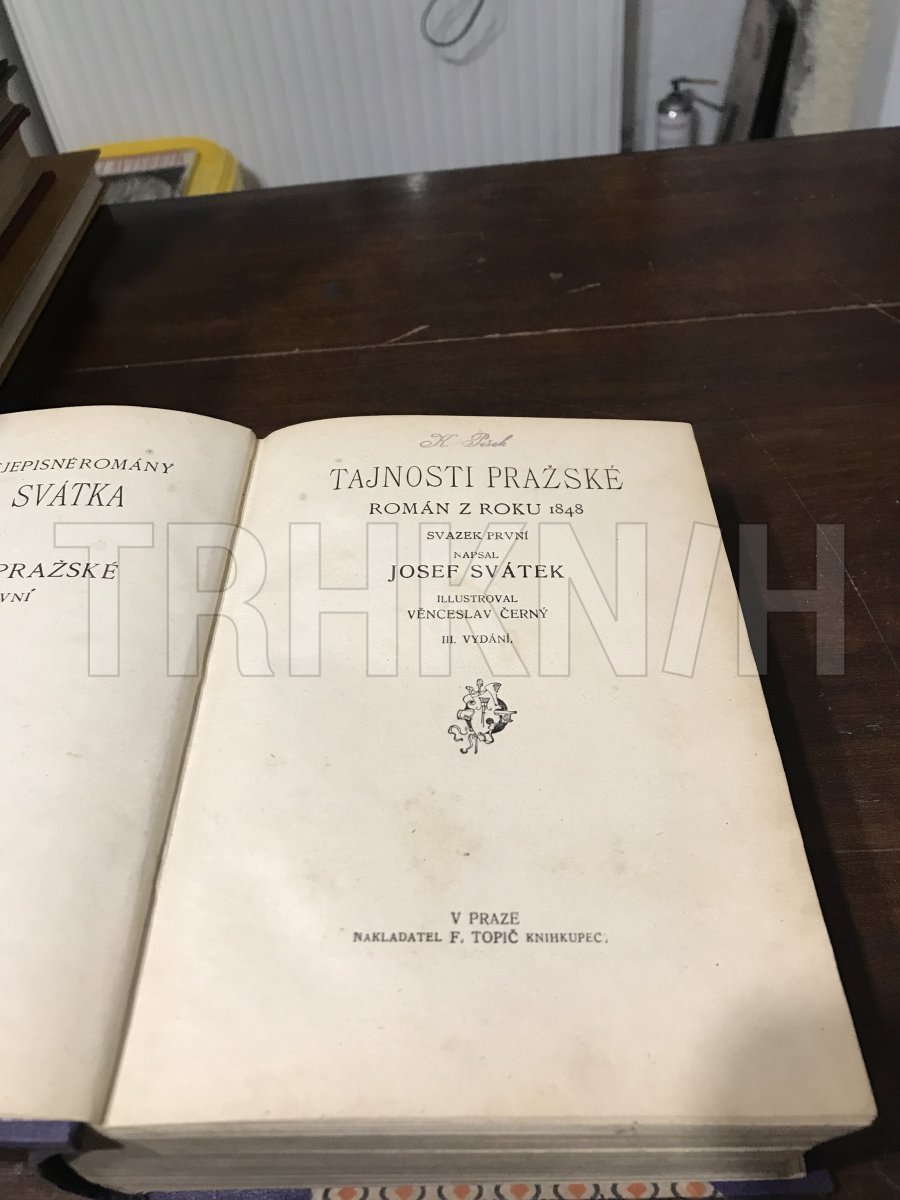 JEPISNÉ ROMÁNY
SVÁTKA
PRAŽSKÉ
VNÍ
K. Pešek
TAJNOSTI PRAŽSKÉ
ROMÁN Z ROKU 1848
SVAZEK PRVNÍ
NAPSAL
JOSEF SVÁTEK
ILLUSTROVAL
VĚNCESLAV ČERNÝ
III. VYDÁNÍ.
V PRAZE
NAKLADATEL F. TOPIČ KNIHKUPEC.
TRHKNIH